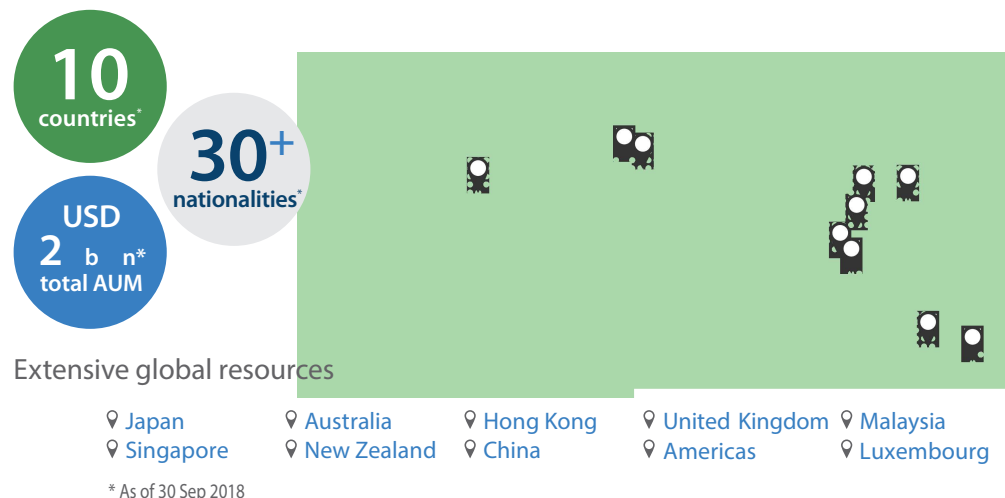 10
countries*
30+
nationalities*
USD
2 b n*
total AUM
Extensive global resources
Japan
Australia
Hong Kong
United Kingdom
Malaysia
Singapore
New Zealand
China
Americas
Luxembourg
* As of 30 Sep 2018